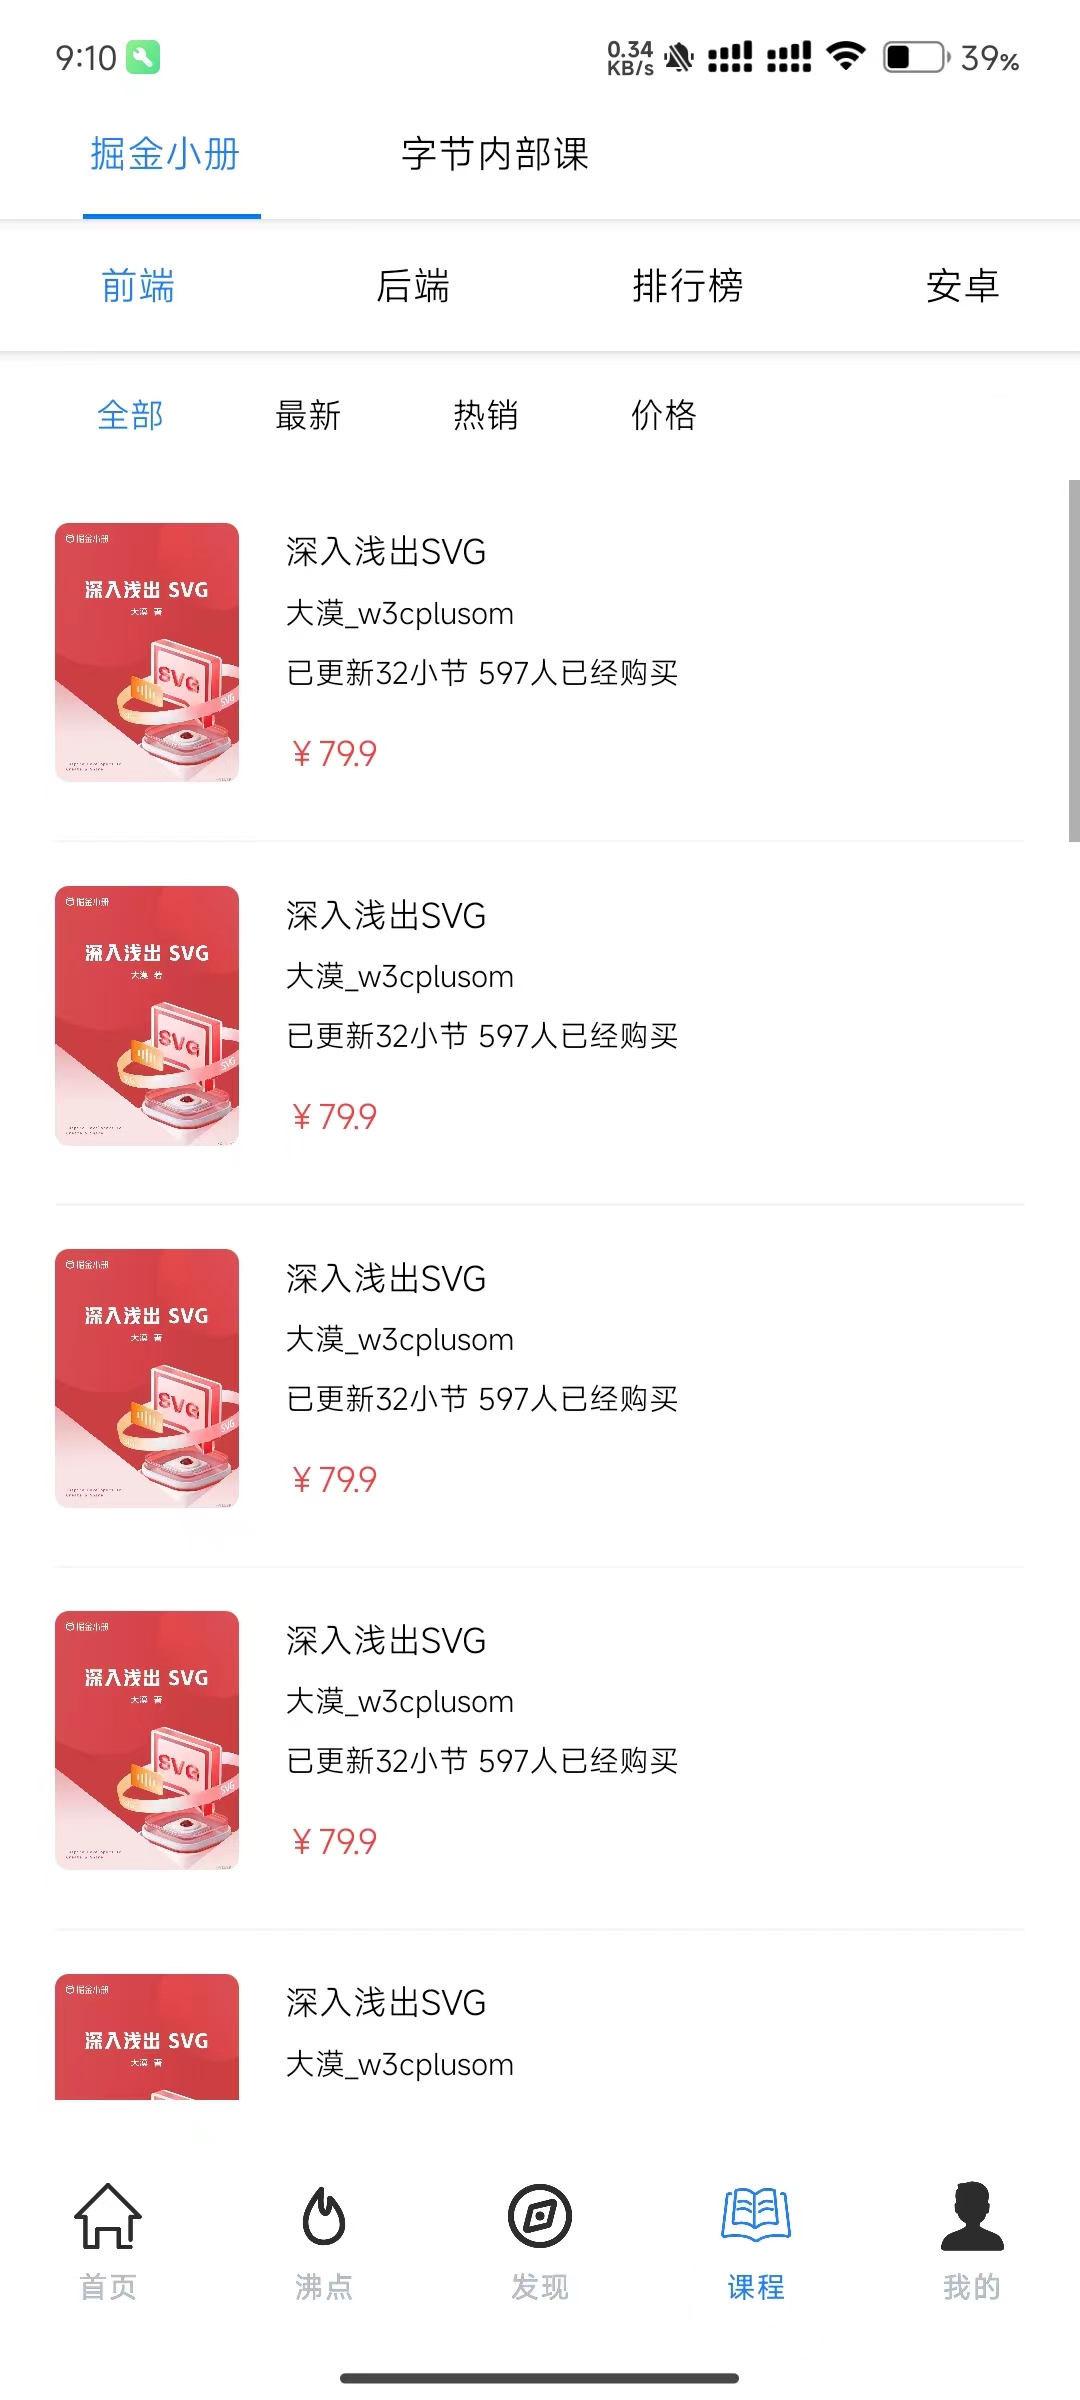 9:10
0.34 KB/s
39%
掘金小册 字节内部课
前端 后端 排行榜 安卓
全部 最新 热销 价格
掘金小册
深入浅出 SVG
大漠 著
SVG
SVG
深入浅出SVG
大漠_w3cplusom
已更新32小节 597人已经购买
¥ 79.9
掘金小册
深入浅出 SVG
大漠 著
SVG
SVG
深入浅出SVG
大漠_w3cplusom
已更新32小节 597人已经购买
¥ 79.9
掘金小册
深入浅出 SVG
大漠 著
SVG
SVG
深入浅出SVG
大漠_w3cplusom
已更新32小节 597人已经购买
¥ 79.9
掘金小册
深入浅出 SVG
大漠 著
SVG
SVG
深入浅出SVG
大漠_w3cplusom
已更新32小节 597人已经购买
¥ 79.9
掘金小册
深入浅出 SVG
大漠 著
深入浅出SVG
大漠_w3cplusom
首页 沸点 发现 课程 我的